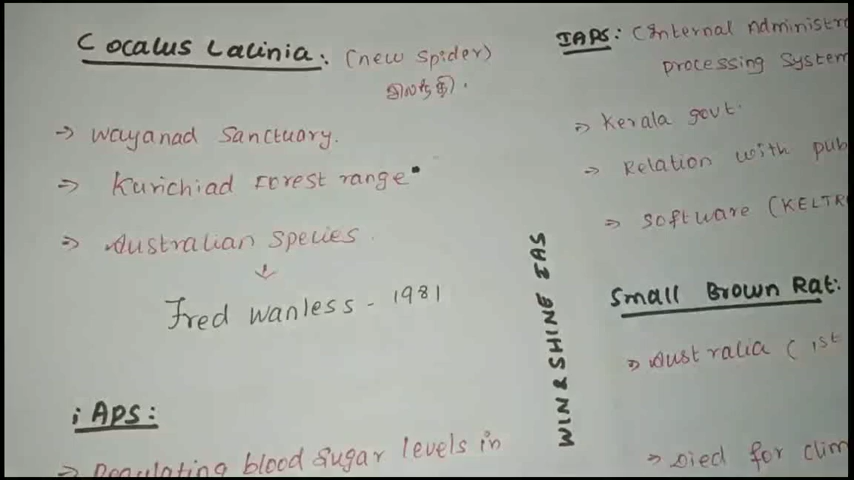 Cocalus Lacinia: (new spider)
சிலந்தி.
→ Wayanad Sanctuary.
⇒ Kurichiad Forest range
⇒ Australian Species
↓
Fred Wanless - 1981
iAPS:
⇒ Regulating blood sugar levels in
WIN & SHINE IAS
IAPS: (Internal Administra
processing System
⇒ Kerala govt.
⇒ Relation with pub
⇒ Software (KELTR
Small Brown Rat:
⇒ Australia (1st
⇒ Died for clim